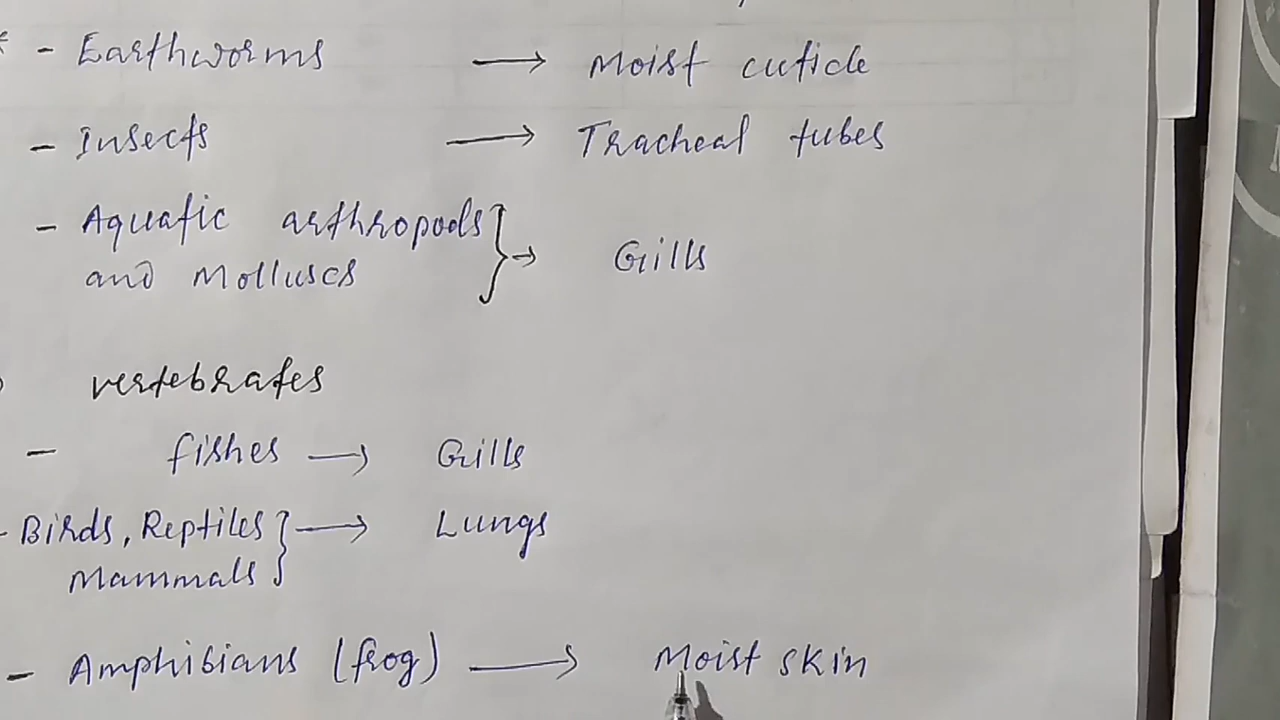 * - Earthworms → Moist cuticle
- Insects → Tracheal tubes
- Aquatic arthropods
and Molluscs } → Gills
vertebrates
- fishes → Gills
- Birds, Reptiles } → Lungs
Mammals
- Amphibians (frog) → Moist skin